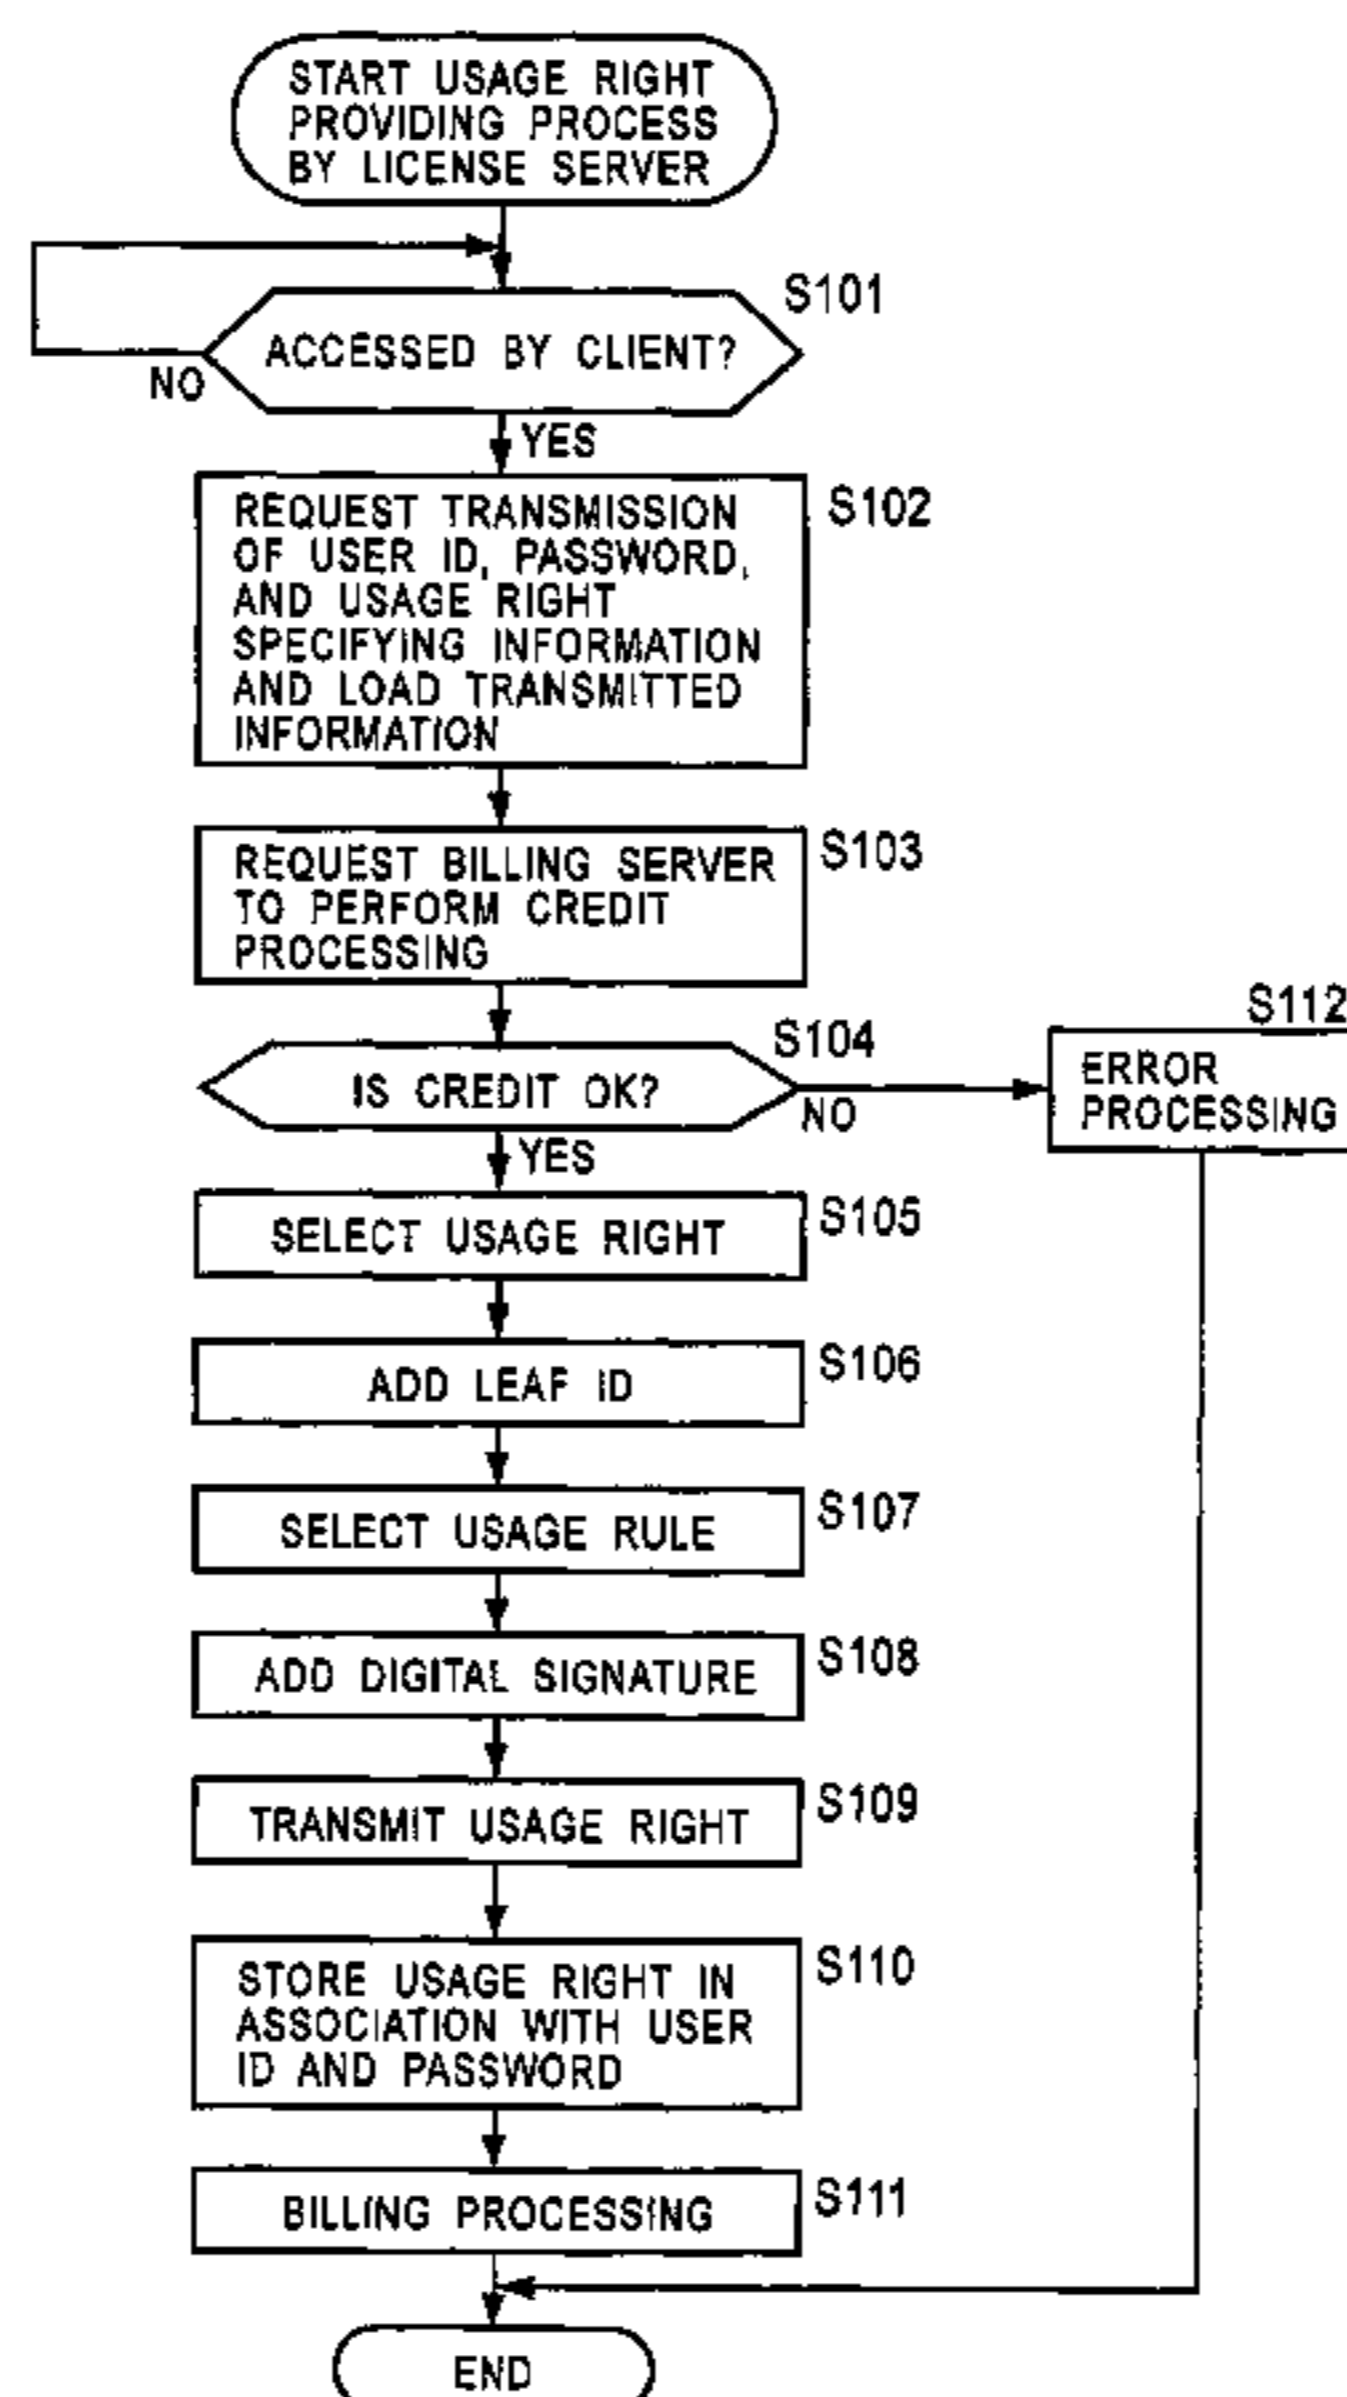 START USAGE RIGHT
PROVIDING PROCESS
BY LICENSE SERVER
S101
ACCESSED BY CLIENT?
NO
YES
S102
REQUEST TRANSMISSION
OF USER ID, PASSWORD,
AND USAGE RIGHT
SPECIFYING INFORMATION
AND LOAD TRANSMITTED
INFORMATION
S103
REQUEST BILLING SERVER
TO PERFORM CREDIT
PROCESSING
S104
IS CREDIT OK?
NO
S112
ERROR
PROCESSING
YES
S105
SELECT USAGE RIGHT
S106
ADD LEAF ID
S107
SELECT USAGE RULE
S108
ADD DIGITAL SIGNATURE
S109
TRANSMIT USAGE RIGHT
S110
STORE USAGE RIGHT IN
ASSOCIATION WITH USER
ID AND PASSWORD
S111
BILLING PROCESSING
END